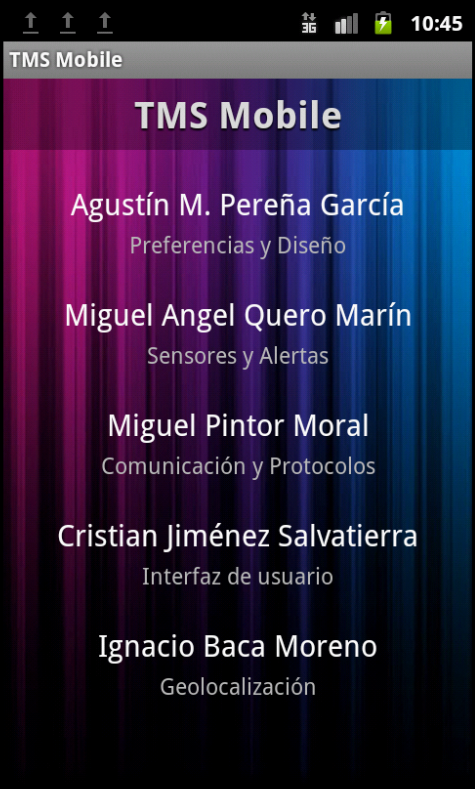 3G 10:45
TMS Mobile
TMS Mobile
Agustín M. Pereña García
Preferencias y Diseño
Miguel Angel Quero Marín
Sensores y Alertas
Miguel Pintor Moral
Comunicación y Protocolos
Cristian Jiménez Salvatierra
Interfaz de usuario
Ignacio Baca Moreno
Geolocalización